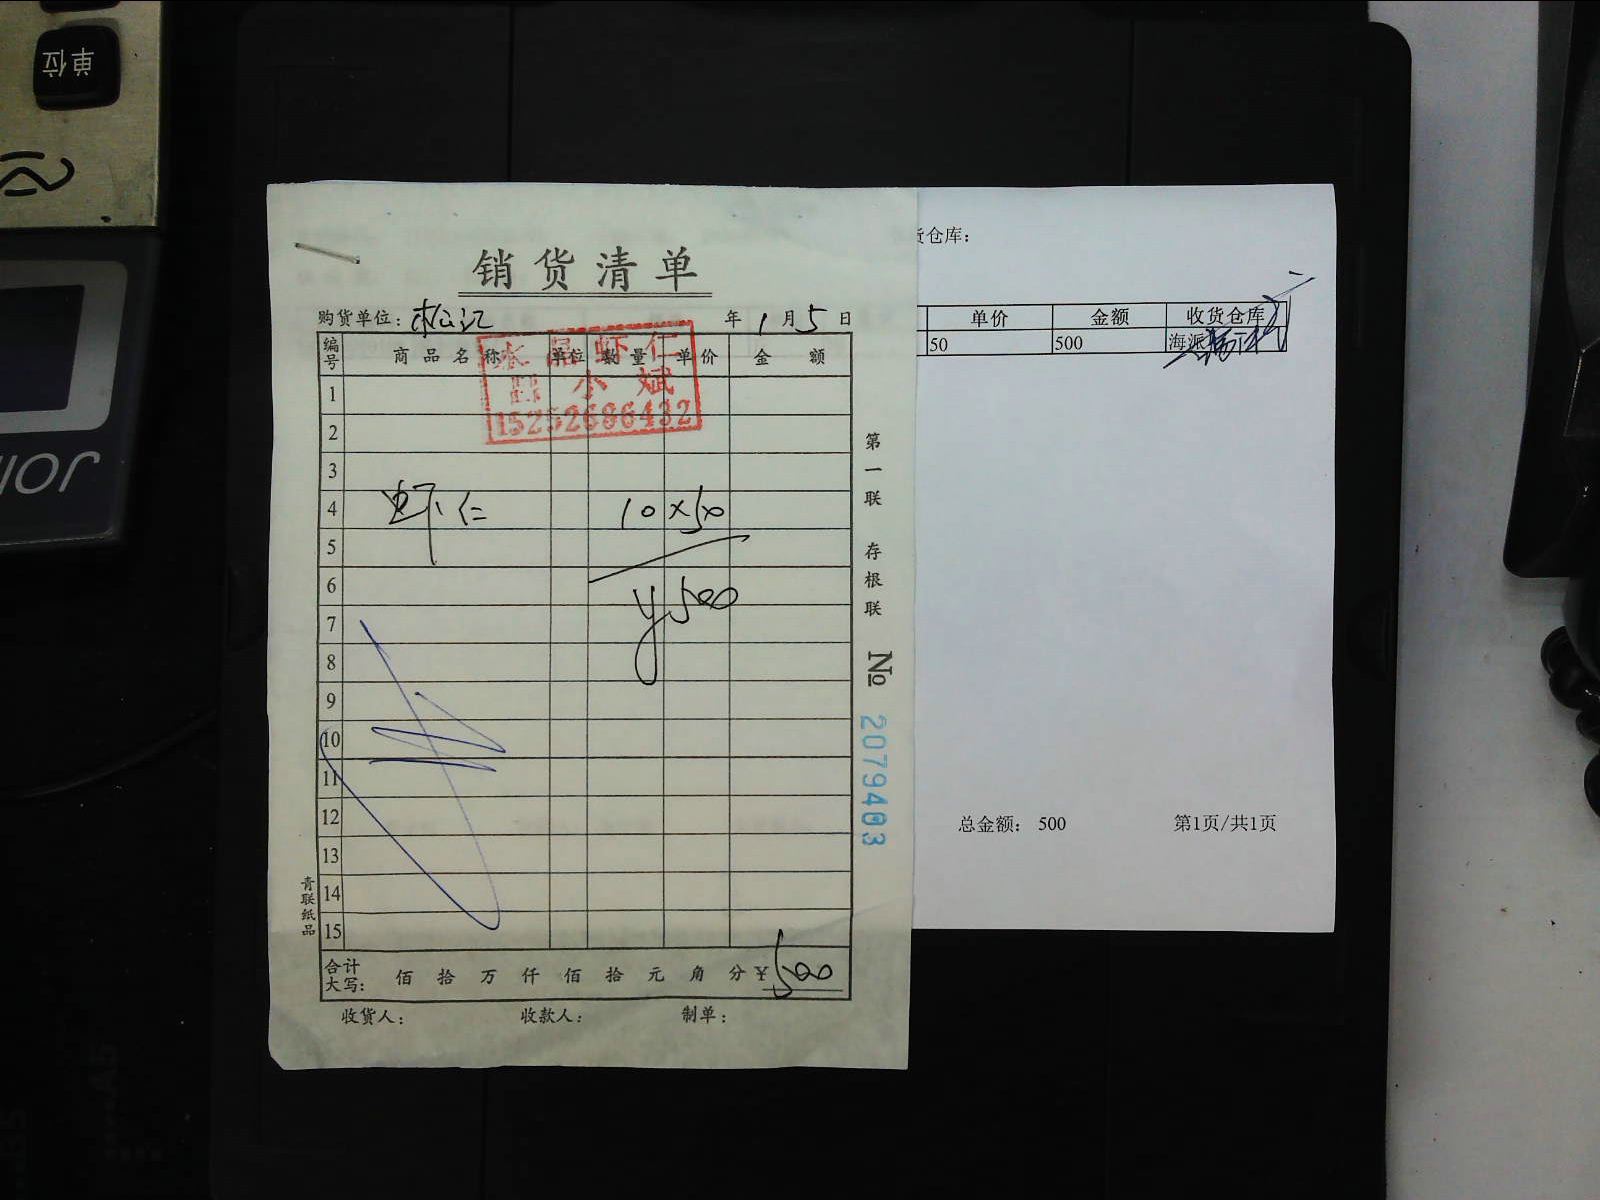 单位
销货清单
购货单位：松江 年1月5日
编号 商品名称 单位 数量 单价 金额
水晶虾仁
小斌
15252686432
1
2
3
4 虾仁 10×50
5
6 ¥500
7
8
9
10
11
12
13
14
15
合计大写： 佰拾万仟佰拾元角分 ¥500
收货人： 收款人： 制单：
第一联 存根联
№ 2079403
青联纸品
货仓库：
单价 金额 收货仓库
50 500 海派
总金额： 500 第1页/共1页